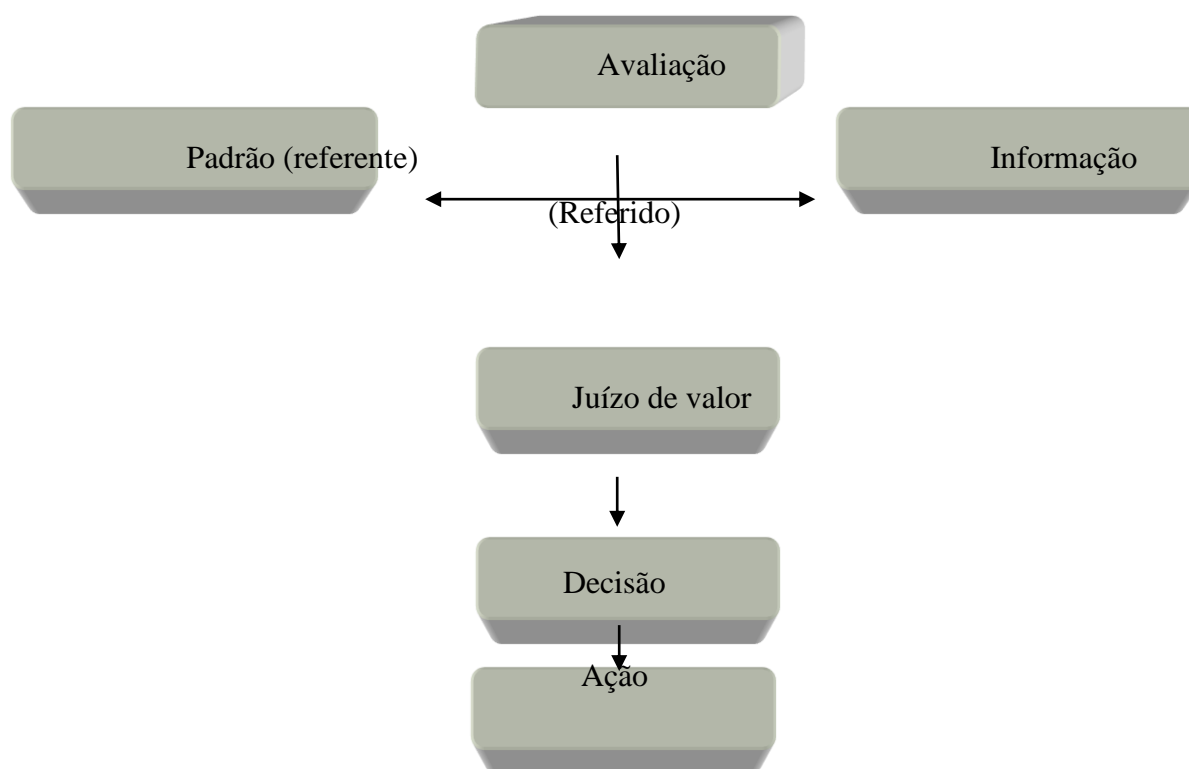 Avaliação
Padrão (referente)
Informação
(Referido)
Juízo de valor
Decisão
Ação